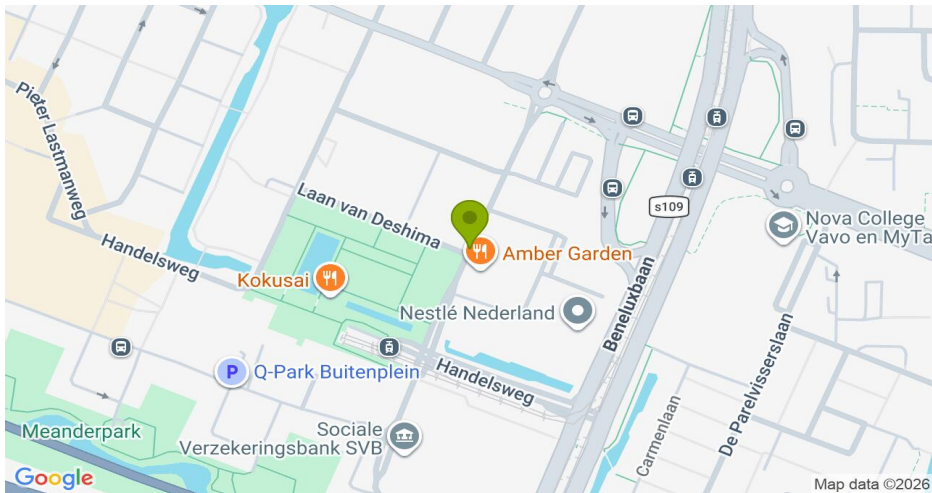 Pieter Lastmanweg
Handelsweg
Laan van Deshima
Kokusai
Amber Garden
s109
Nova College
Vavo en MyTa
Nestlé Nederland
Beneluxbaan
P
Q-Park Buitenplein
Handelsweg
De Parelvisserslaan
Carmenlaan
Meanderpark
Sociale
Verzekeringsbank SVB
Google
Map data ©2026